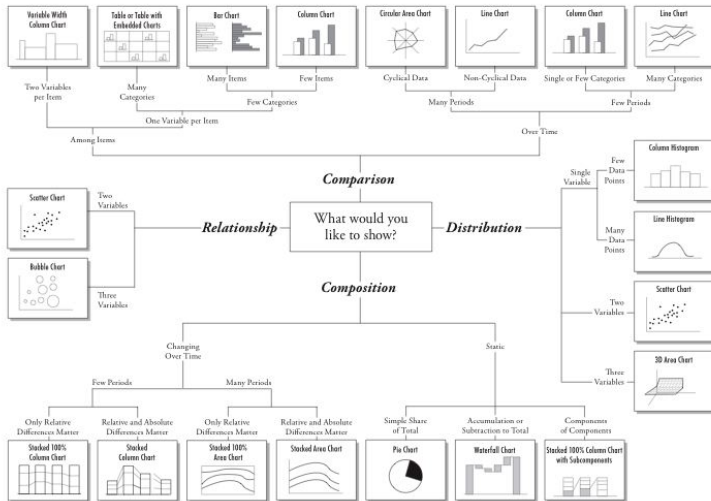 Variable Width
Column Chart
Table or Table with
Embedded Charts
Bar Chart
Column Chart
Circular Area Chart
Line Chart
Column Chart
Line Chart
Two Variables
per Item
Many
Categories
Many Items
Few Items
Cyclical Data
Non-Cyclical Data
Single or Few Categories
Many Categories
Few Categories
Many Periods
Few Periods
One Variable per Item
Over Time
Among Items
Comparison
What would you
like to show?
Relationship
Two
Variables
Scatter Chart
Three
Variables
Bubble Chart
Distribution
Single
Variable
Few
Data
Points
Column Histogram
Many
Data
Points
Line Histogram
Two
Variables
Scatter Chart
Three
Variables
3D Area Chart
Composition
Changing
Over Time
Static
Few Periods
Many Periods
Only Relative
Differences Matter
Relative and Absolute
Differences Matter
Only Relative
Differences Matter
Relative and Absolute
Differences Matter
Simple Share
of Total
Accumulation or
Subtraction to Total
Components
of Components
Stacked 100%
Column Chart
Stacked
Column Chart
Stacked 100%
Area Chart
Stacked Area Chart
Pie Chart
Waterfall Chart
Stacked 100% Column Chart
with Subcomponents